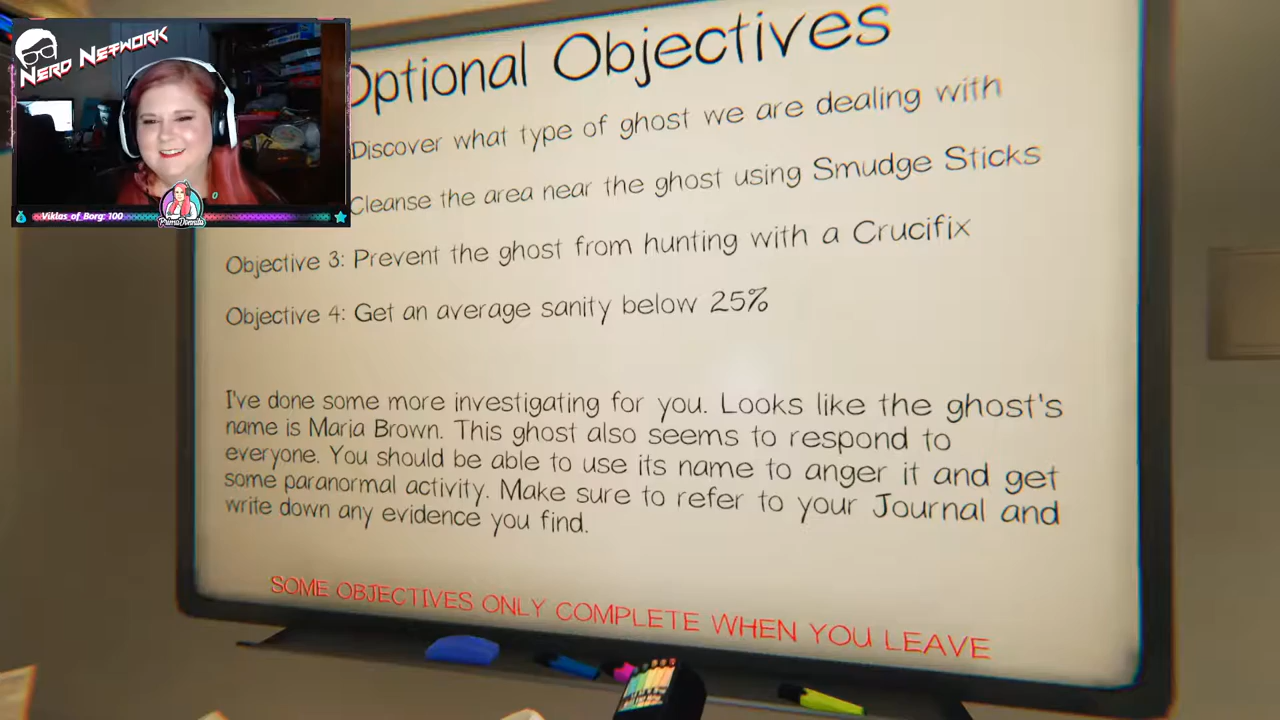 NERD NETWORK
Viklas_of_Borg: 100
0
PrimaDonnita
Optional Objectives
Discover what type of ghost we are dealing with
Cleanse the area near the ghost using Smudge Sticks
Objective 3: Prevent the ghost from hunting with a Crucifix
Objective 4: Get an average sanity below 25%
I've done some more investigating for you. Looks like the ghost's
name is Maria Brown. This ghost also seems to respond to
everyone. You should be able to use its name to anger it and get
some paranormal activity. Make sure to refer to your Journal and
write down any evidence you find.
SOME OBJECTIVES ONLY COMPLETE WHEN YOU LEAVE